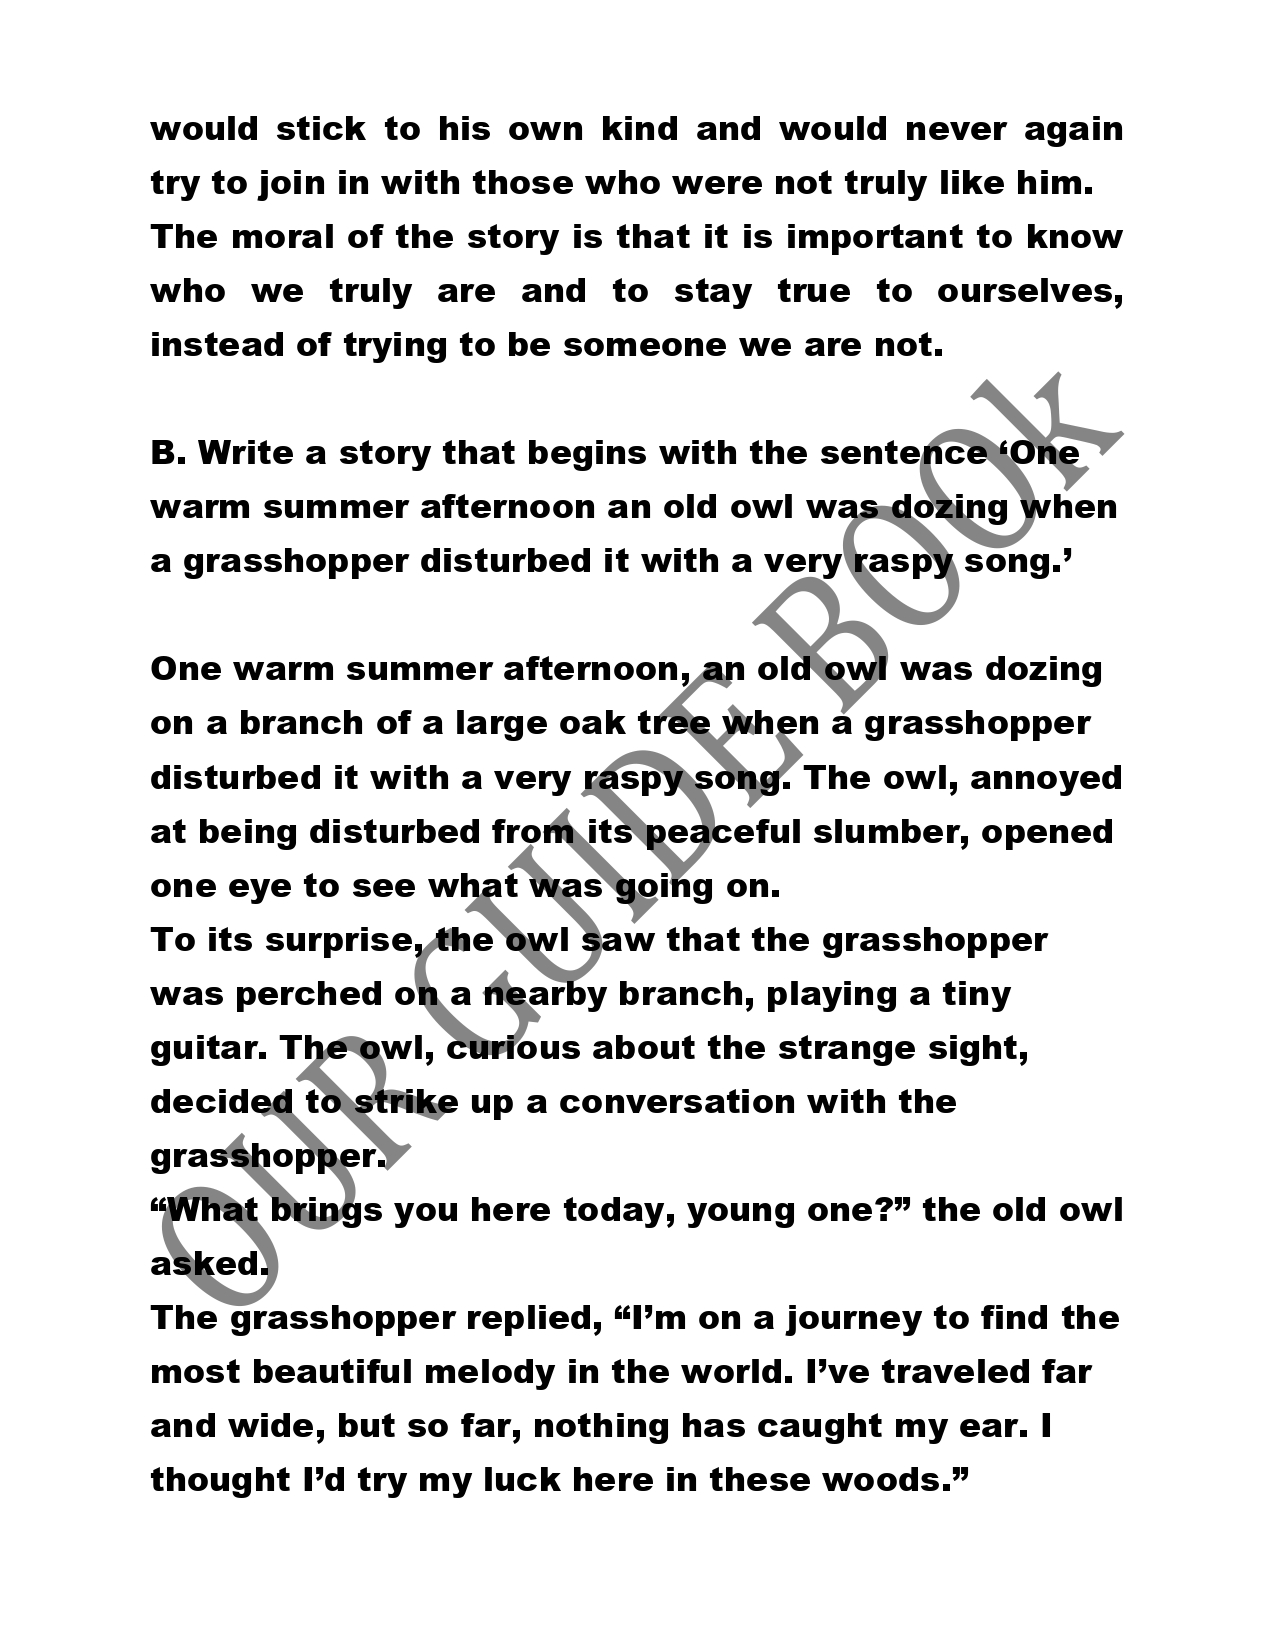 would stick to his own kind and would never again
try to join in with those who were not truly like him.
The moral of the story is that it is important to know
who we truly are and to stay true to ourselves,
instead of trying to be someone we are not.
B. Write a story that begins with the sentence ‘One
warm summer afternoon an old owl was dozing when
a grasshopper disturbed it with a very raspy song.’
One warm summer afternoon, an old owl was dozing
on a branch of a large oak tree when a grasshopper
disturbed it with a very raspy song. The owl, annoyed
at being disturbed from its peaceful slumber, opened
one eye to see what was going on.
To its surprise, the owl saw that the grasshopper
was perched on a nearby branch, playing a tiny
guitar. The owl, curious about the strange sight,
decided to strike up a conversation with the
grasshopper.
“What brings you here today, young one?” the old owl
asked.
The grasshopper replied, “I’m on a journey to find the
most beautiful melody in the world. I’ve traveled far
and wide, but so far, nothing has caught my ear. I
thought I’d try my luck here in these woods.”
OUR GUIDE BOOk